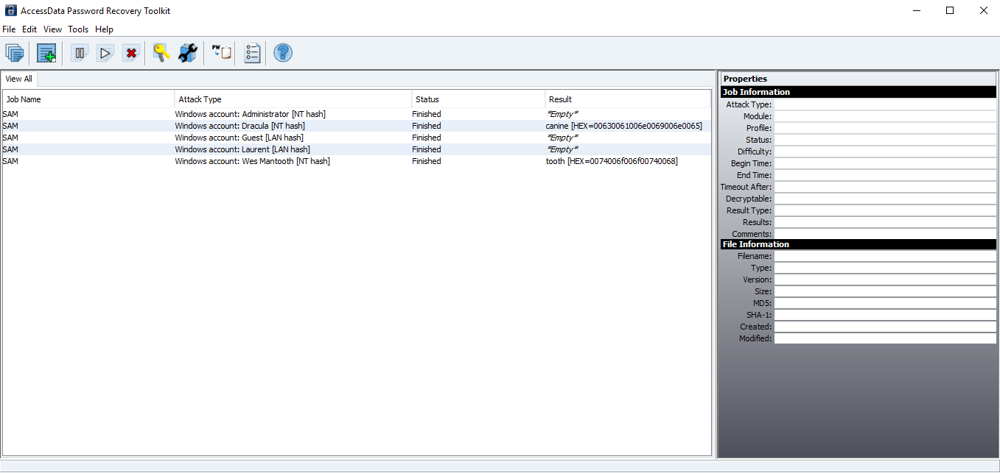 AccessData Password Recovery Toolkit
File Edit View Tools Help
PW
View All
Job Name Attack Type Status Result
SAM Windows account: Administrator [NT hash] Finished *Empty*
SAM Windows account: Dracula [NT hash] Finished canine [HEX=00630061006e0069006e0065]
SAM Windows account: Guest [LAN hash] Finished *Empty*
SAM Windows account: Laurent [LAN hash] Finished *Empty*
SAM Windows account: Wes Mantooth [NT hash] Finished tooth [HEX=0074006f006f00740068]
Properties
Job Information
Attack Type:
Module:
Profile:
Status:
Difficulty:
Begin Time:
End Time:
Timeout After:
Decryptable:
Result Type:
Results:
Comments:
File Information
Filename:
Type:
Version:
Size:
MD5:
SHA-1:
Created:
Modified: